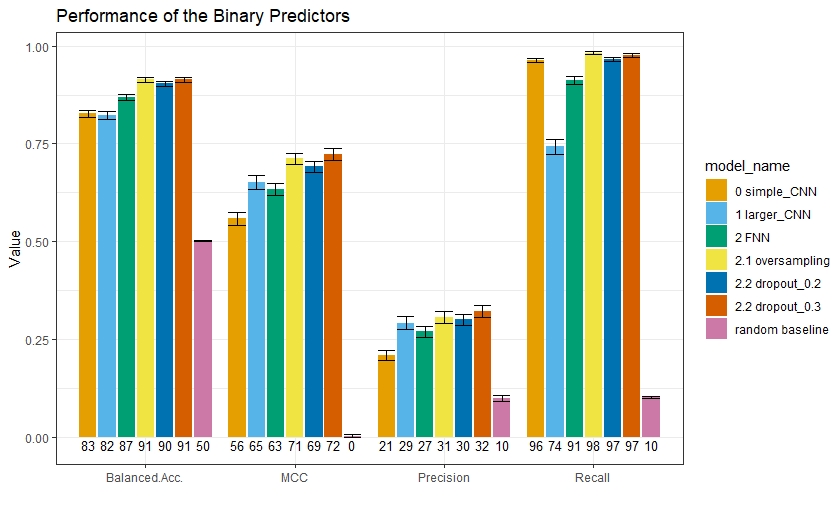 Performance of the Binary Predictors
Value
1.00
0.75
0.50
0.25
0.00
83 82 87 91 90 91 50 56 65 63 71 69 72 0 21 29 27 31 30 32 10 96 74 91 98 97 97 10
Balanced.Acc. MCC Precision Recall
model_name
0 simple_CNN
1 larger_CNN
2 FNN
2.1 oversampling
2.2 dropout_0.2
2.2 dropout_0.3
random baseline